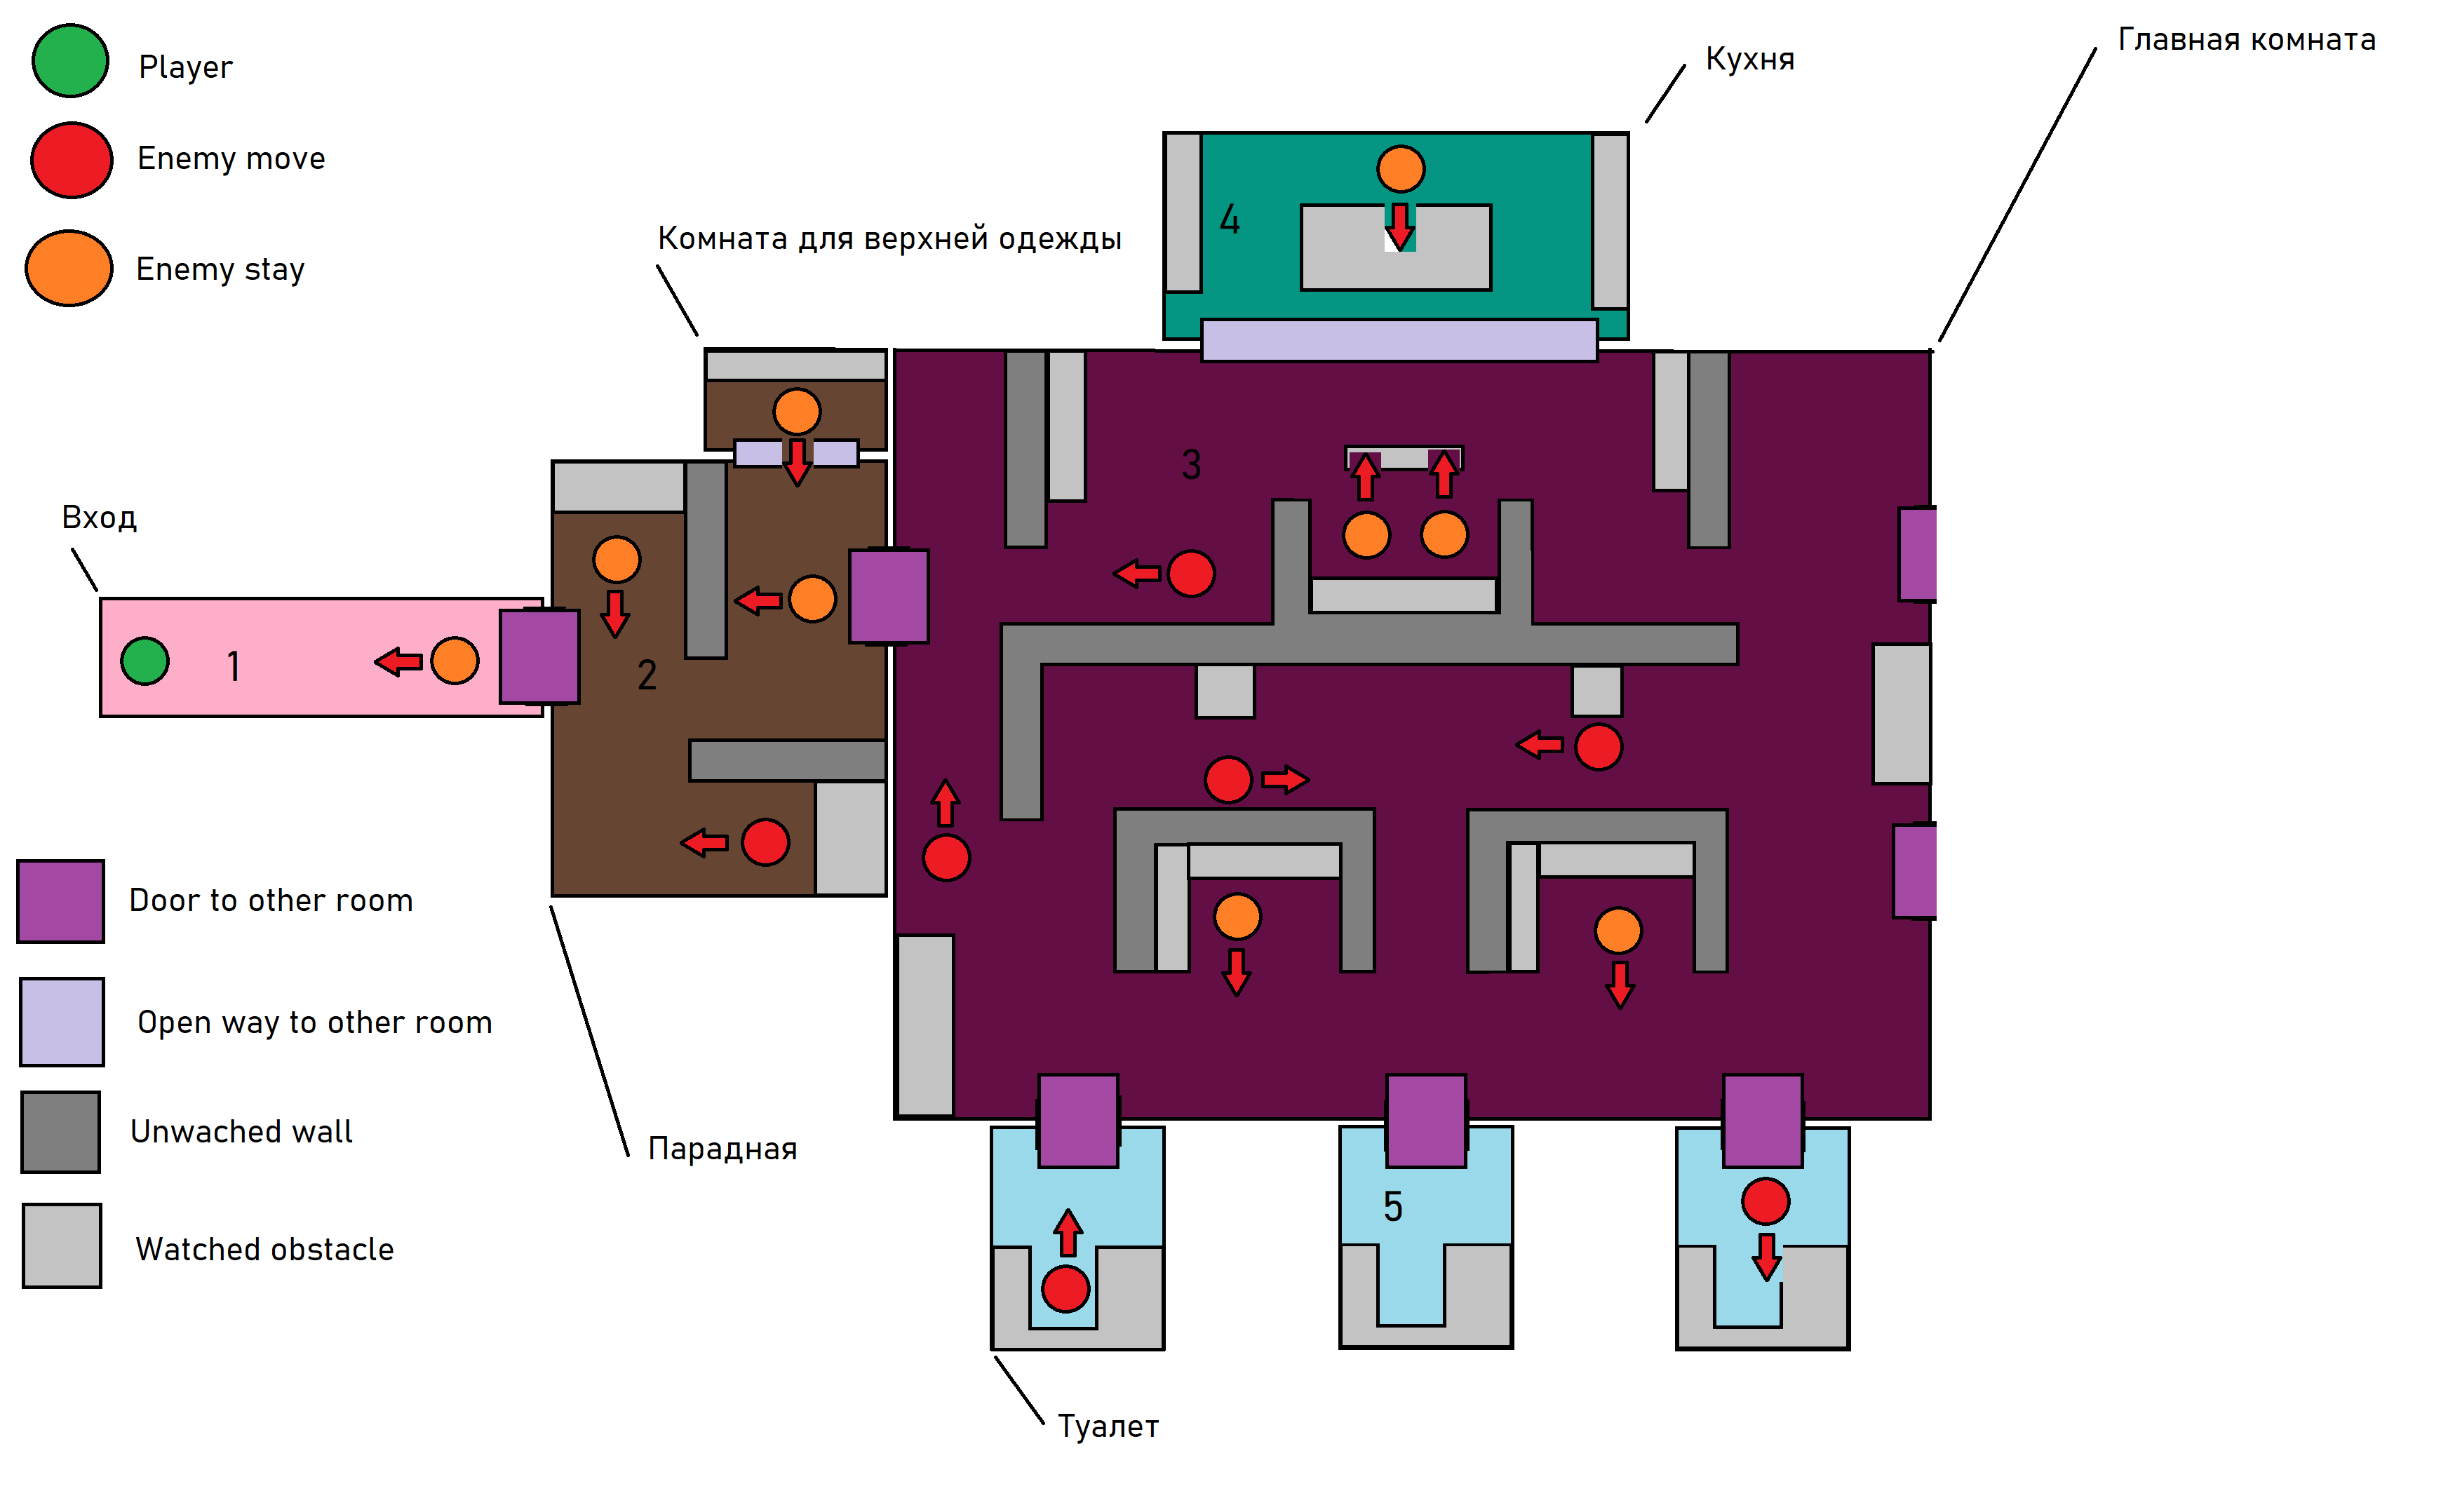 Player
Enemy move
Enemy stay
Главная комната
Кухня
4
Комната для верхней одежды
3
Вход
1
2
Door to other room
Open way to other room
Unwached wall
Watched obstacle
Парадная
5
Туалет